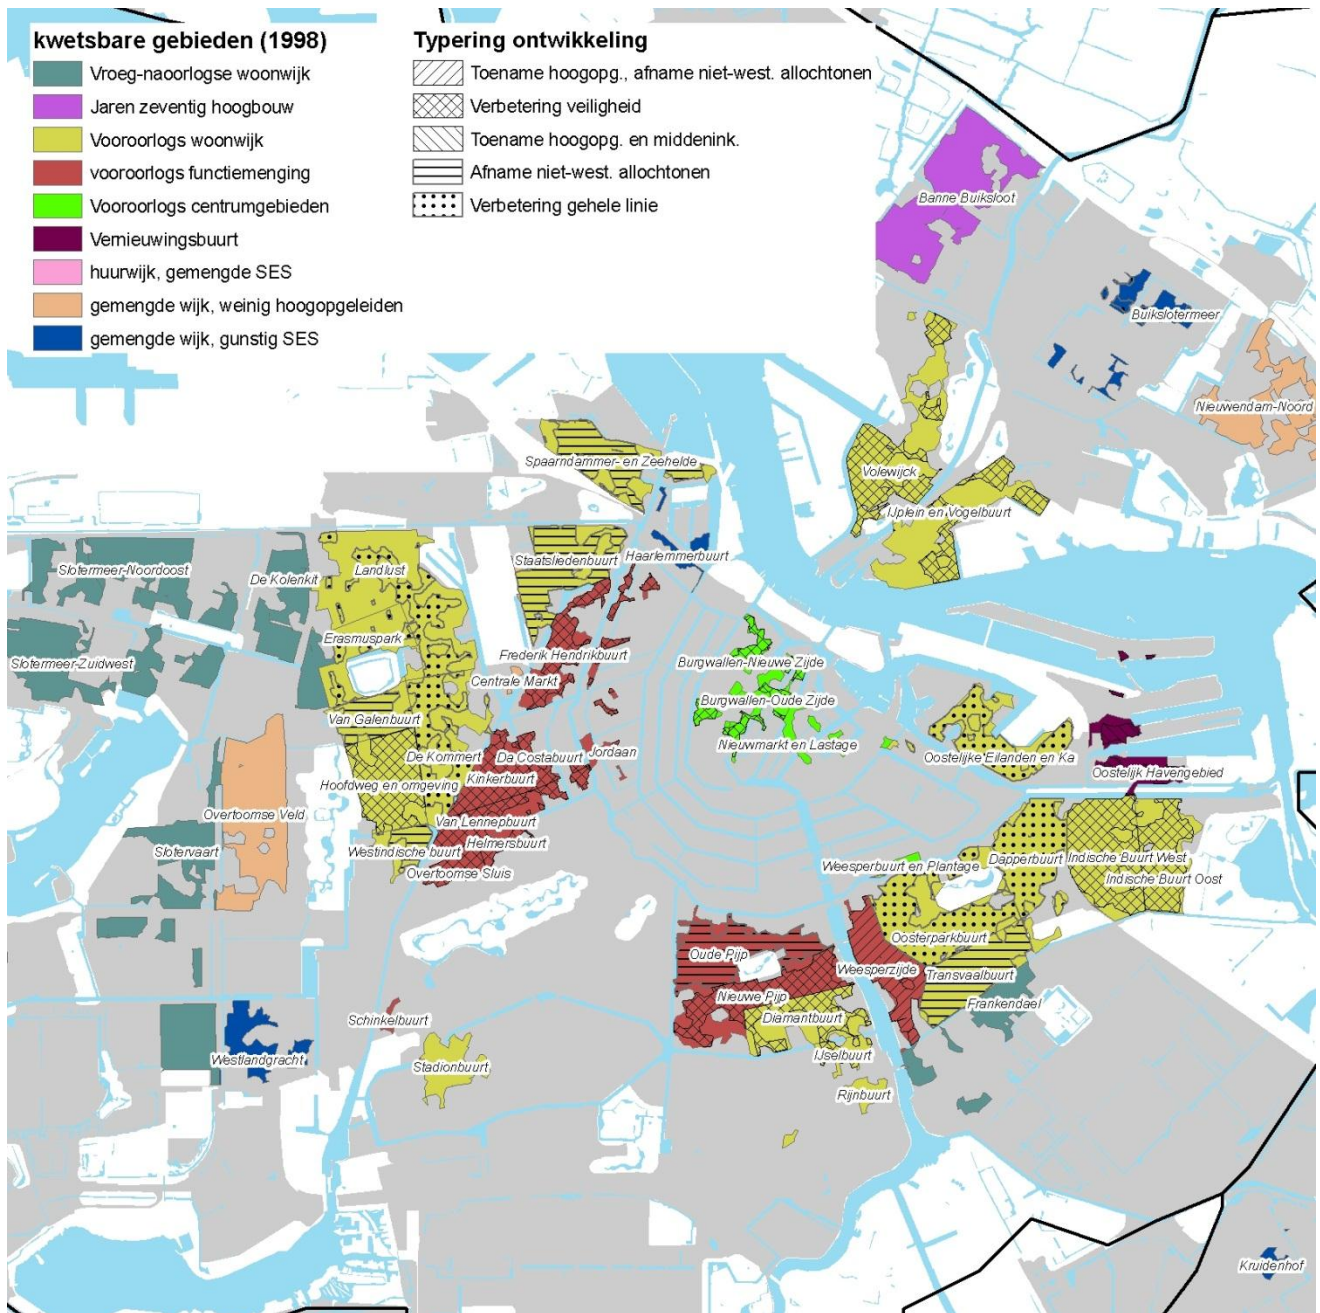 kwetsbare gebieden (1998)
Vroeg-naoorlogse woonwijk
Jaren zeventig hoogbouw
Vooroorlogs woonwijk
vooroorlogs functiemenging
Vooroorlogs centrumgebieden
Vernieuwingsbuurt
huurwijk, gemengde SES
gemengde wijk, weinig hoogopgeleiden
gemengde wijk, gunstig SES
Typering ontwikkeling
Toename hoogopg., afname niet-west. allochtonen
Verbetering veiligheid
Toename hoogopg. en middenink.
Afname niet-west. allochtonen
Verbetering gehele linie
Banne Buiksloot
Buikslotermeer
Nieuwendam-Noord
Spaarndammer- en Zeehelde
Volewijck
IJplein en Vogelbuurt
Slotermeer-Noordoost
De Kolenkit
Landlust
Staatsliedenbuurt
Haarlemmerbuurt
Erasmuspark
Slotermeer-Zuidwest
Frederik Hendrikbuurt
Centrale Markt
Burgwallen-Nieuwe Zijde
Burgwallen-Oude Zijde
Van Galenbuurt
Nieuwmarkt en Lastage
De Kommert
Da Costabuurt
Jordaan
Oostelijke Eilanden en Ka
Oostelijk Havengebied
Kinkerbuurt
Hoofdweg en omgeving
Overtoomse Veld
Van Lennepbuurt
Helmersbuurt
Slotervaart
Westindische buurt
Overtoomse Sluis
Weesperbuurt en Plantage
Dapperbuurt
Indische Buurt West
Indische Buurt Oost
Oosterparkbuurt
Oude Pijp
Weesperzijde
Transvaalbuurt
Nieuwe Pijp
Frankendael
Diamantbuurt
Schinkelbuurt
IJselbuurt
Westlandgracht
Stadionbuurt
Rijnbuurt
Kruidenhof